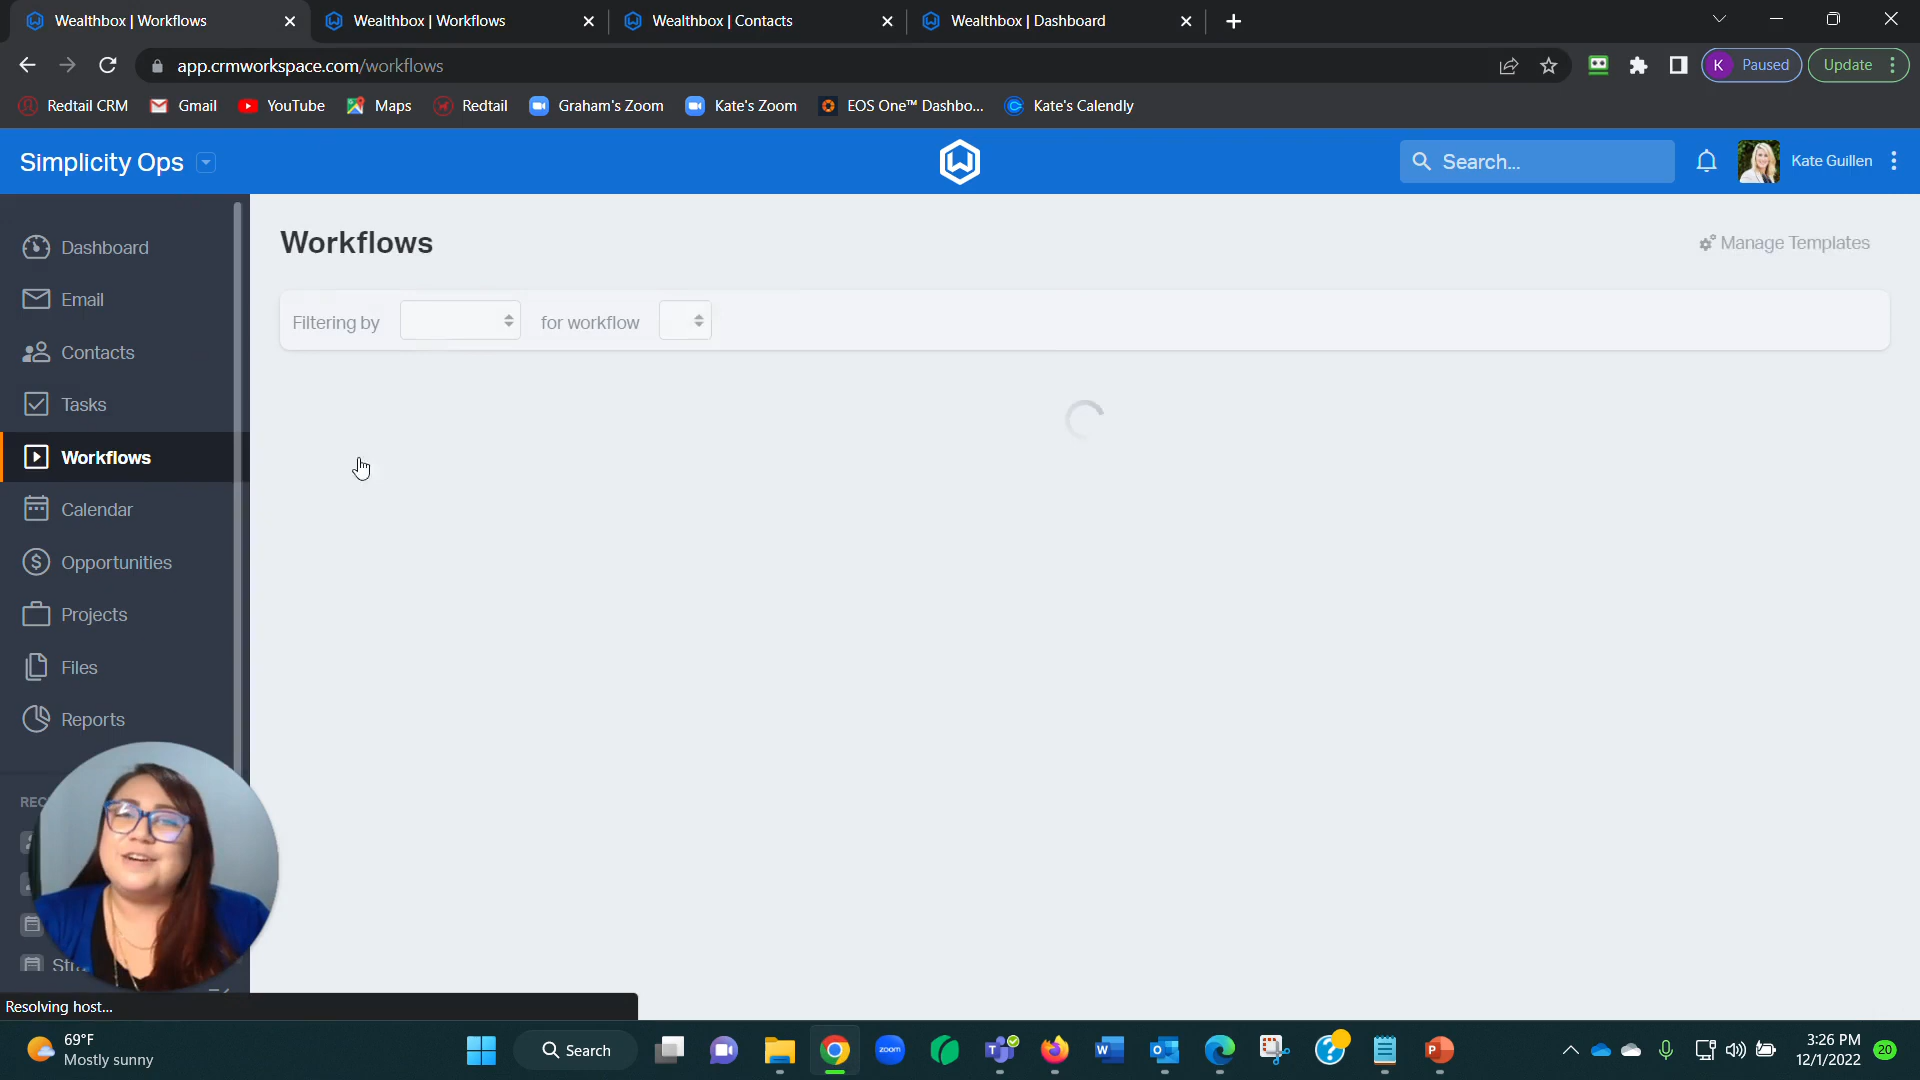 Wealthbox | Workflows
Wealthbox | Workflows
Wealthbox | Contacts
Wealthbox | Dashboard
app.crmworkspace.com/workflows
K Paused
Update
Redtail CRM
Gmail
YouTube
Maps
Redtail
Graham's Zoom
Kate's Zoom
EOS One™ Dashbo...
Kate's Calendly
Simplicity Ops
Search...
Kate Guillen
Dashboard
Email
Contacts
Tasks
Workflows
Calendar
Opportunities
Projects
Files
Reports
Workflows
Manage Templates
Filtering by
for workflow
Resolving host...
69°F
Mostly sunny
Search
zoom
3:26 PM
12/1/2022
20